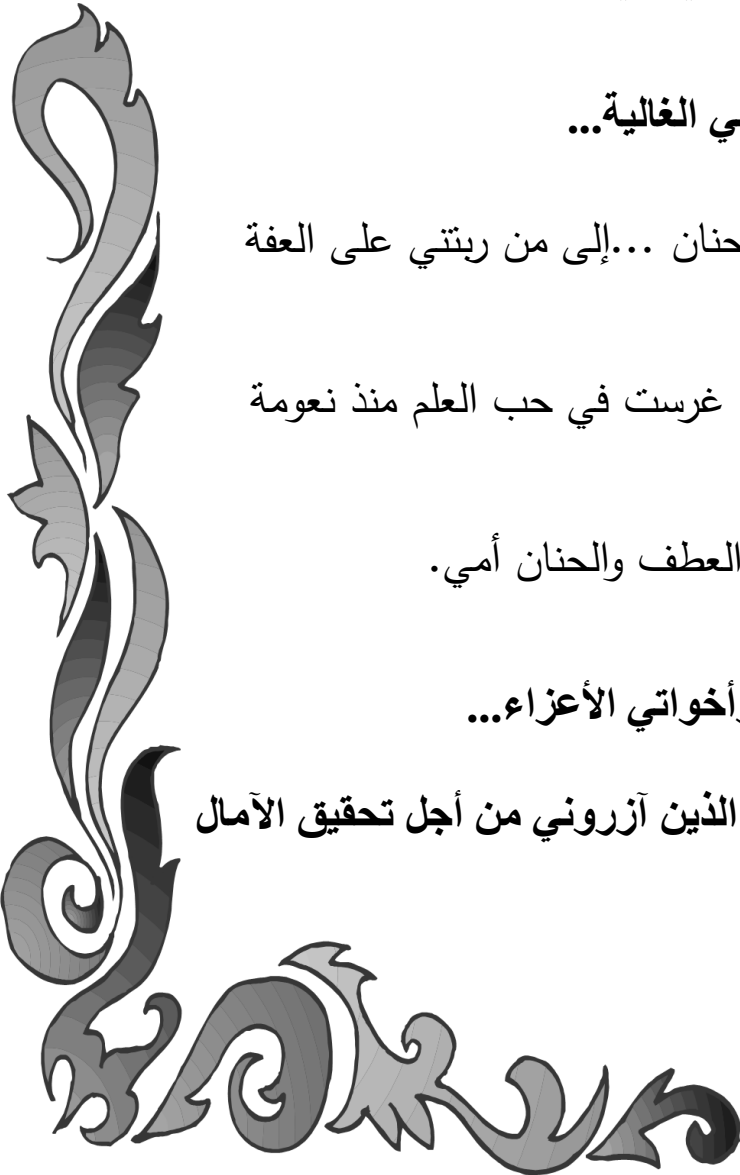 ي الغالية...
حنان ...إلى من ربتني على العفة
غرست في حب العلم منذ نعومة
العطف والحنان أمي.
أخواتي الأعزاء...
الذين آزروني من أجل تحقيق الآمال